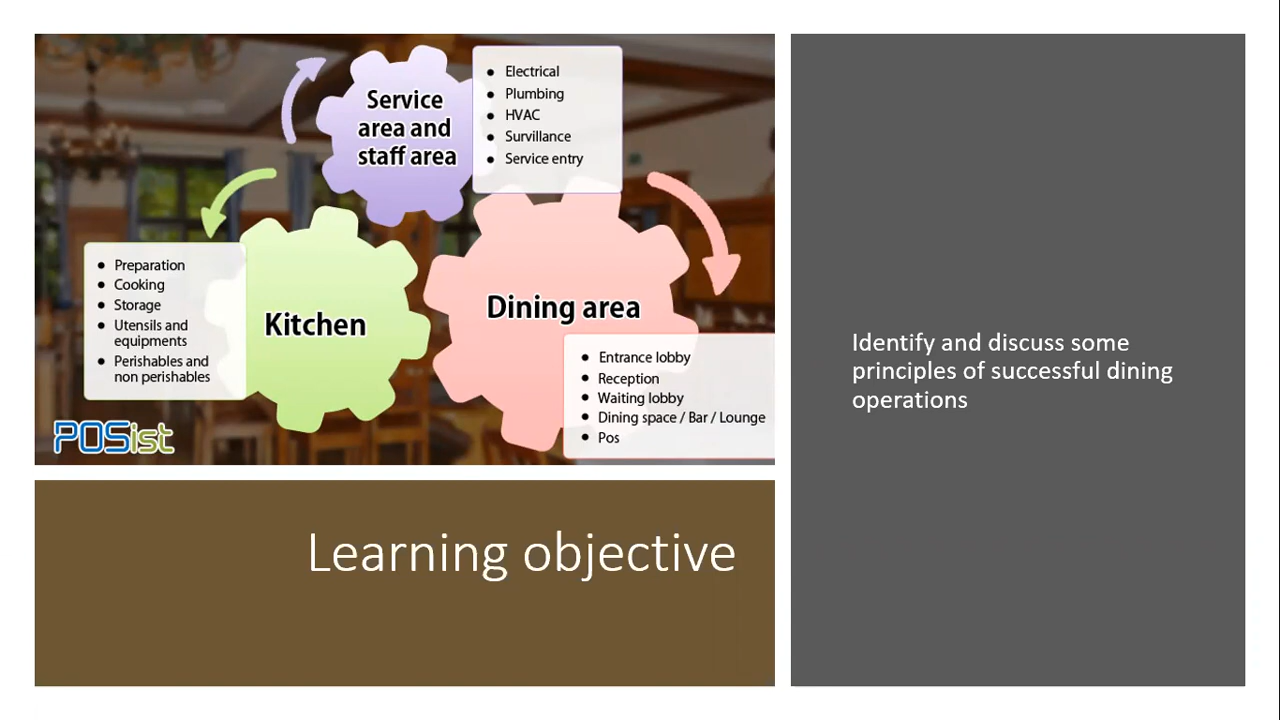 Service
area and
staff area
Electrical
Plumbing
HVAC
Survillance
Service entry
Preparation
Cooking
Storage
Utensils and
equipments
Perishables and
non perishables
Kitchen
Dining area
Entrance lobby
Reception
Waiting lobby
Dining space / Bar / Lounge
Pos
POSist
Learning objective
Identify and discuss some
principles of successful dining
operations